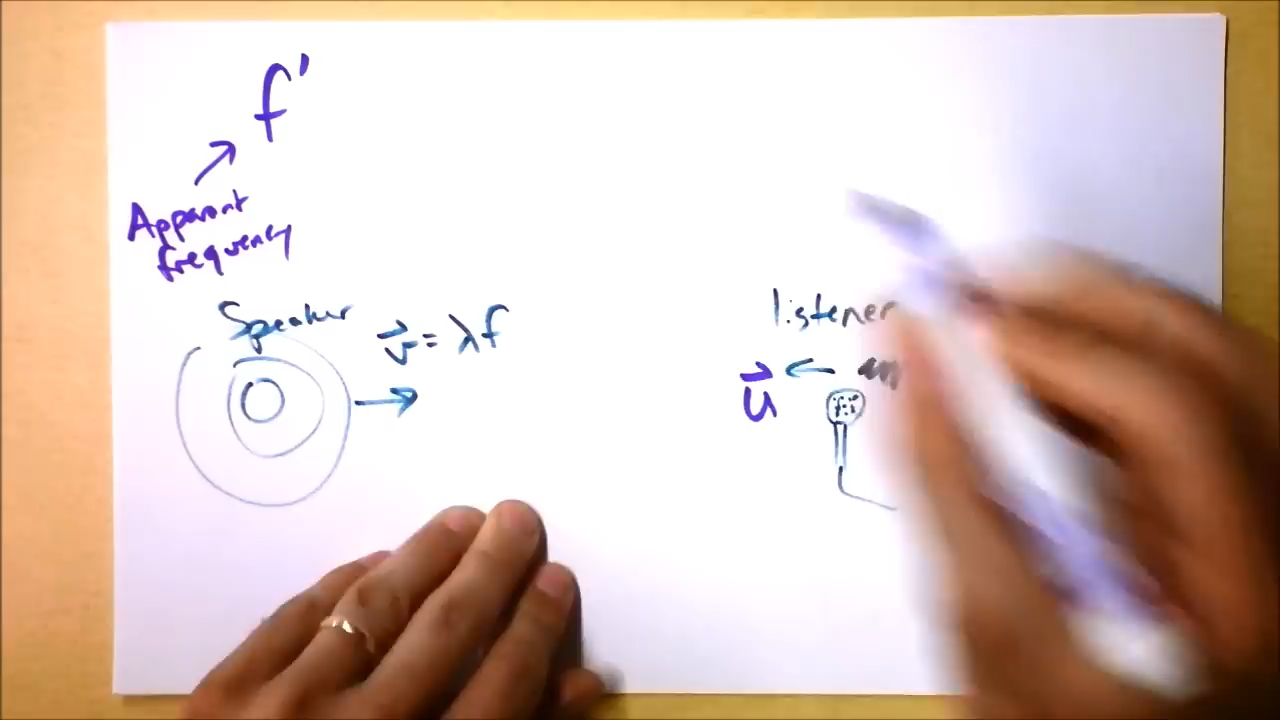 f'
Apparent
frequency
Speaker
v⃗ = λf
listener
u⃗